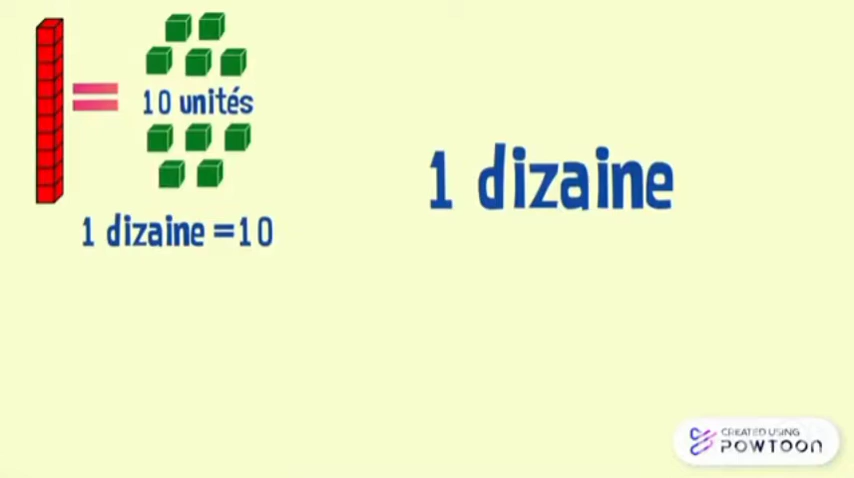 10 unités
1 dizaine =10
1 dizaine
CREATED USING
POWTOON